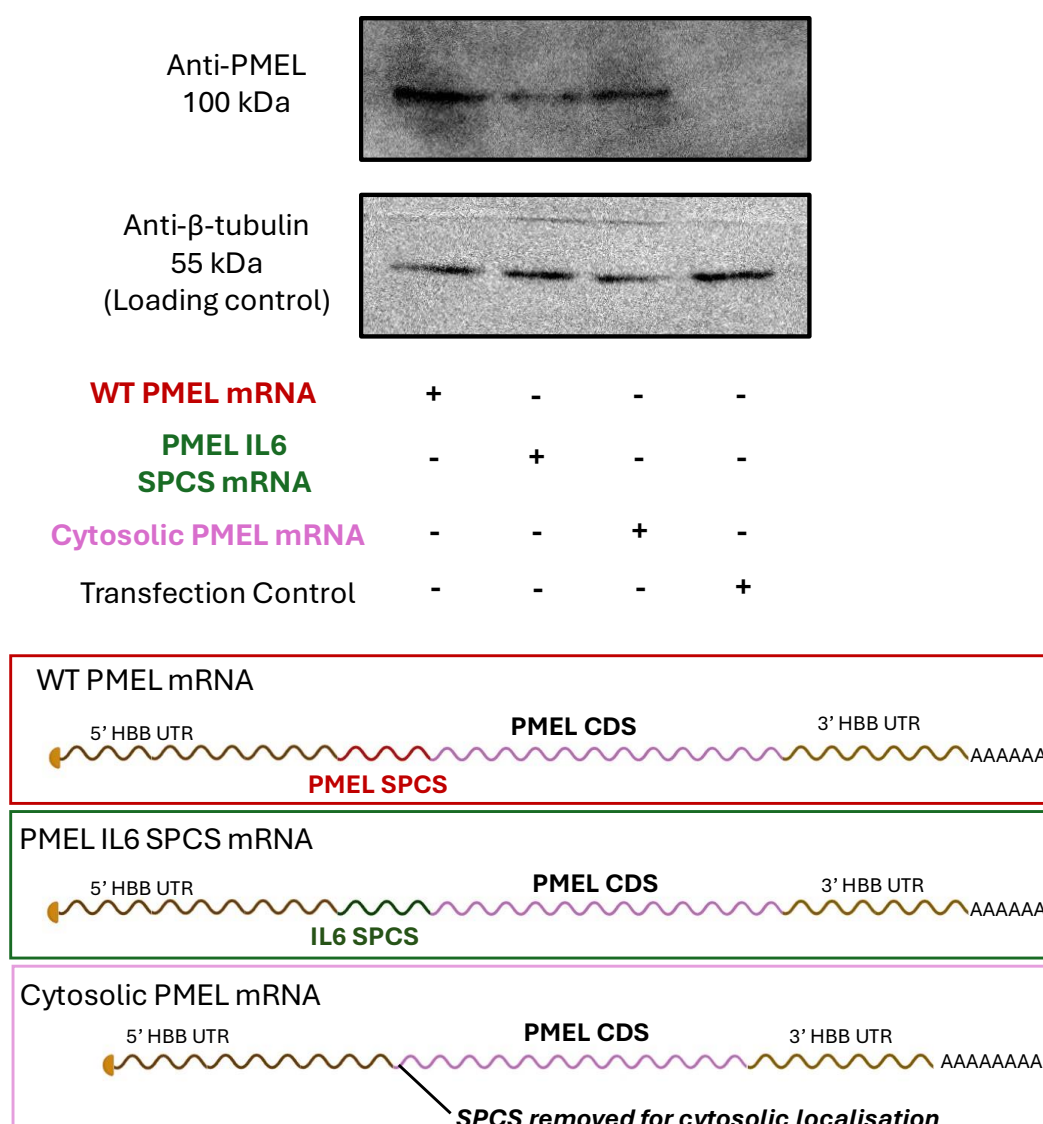 Anti-PMEL
100 kDa
Anti-β-tubulin
55 kDa
(Loading control)
WT PMEL mRNA + - - -
PMEL IL6
SPCS mRNA - + - -
Cytosolic PMEL mRNA - - + -
Transfection Control - - - +
WT PMEL mRNA
5' HBB UTR PMEL CDS 3' HBB UTR
AAAAAA
PMEL SPCS
PMEL IL6 SPCS mRNA
5' HBB UTR PMEL CDS 3' HBB UTR
AAAAAA
IL6 SPCS
Cytosolic PMEL mRNA
5' HBB UTR PMEL CDS 3' HBB UTR
AAAAAAAA
SPCS removed for cytosolic localisation